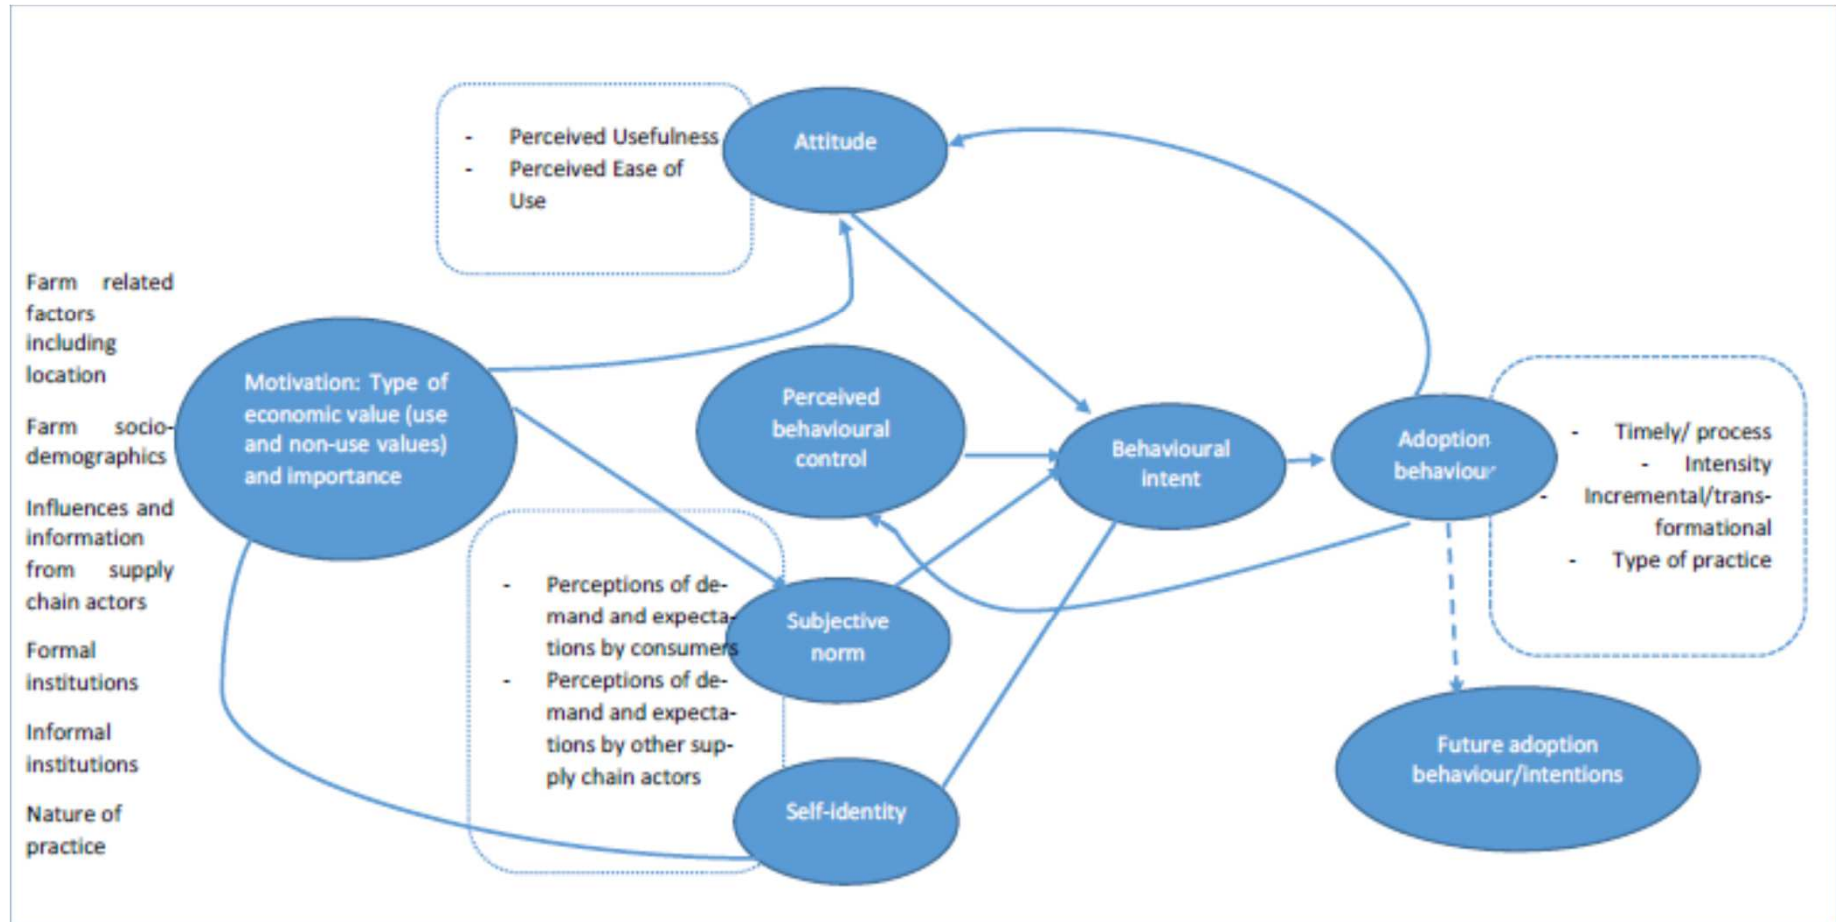 - Perceived Usefulness
- Perceived Ease of
Use
Attitude
Farm related
factors
including
location
Farm socio-
demographics
Influences and
information
from supply
chain actors
Formal
institutions
Informal
institutions
Nature of
practice
Motivation: Type of
economic value (use
and non-use values)
and importance
Perceived
behavioural
control
Behavioural
intent
Adoption
behaviour
- Timely/ process
- Intensity
- Incremental/trans-
formational
- Type of practice
- Perceptions of de-
mand and expecta-
tions by consumers
- Perceptions of de-
mand and expecta-
tions by other sup-
ply chain actors
Subjective
norm
Self-identity
Future adoption
behaviour/intentions